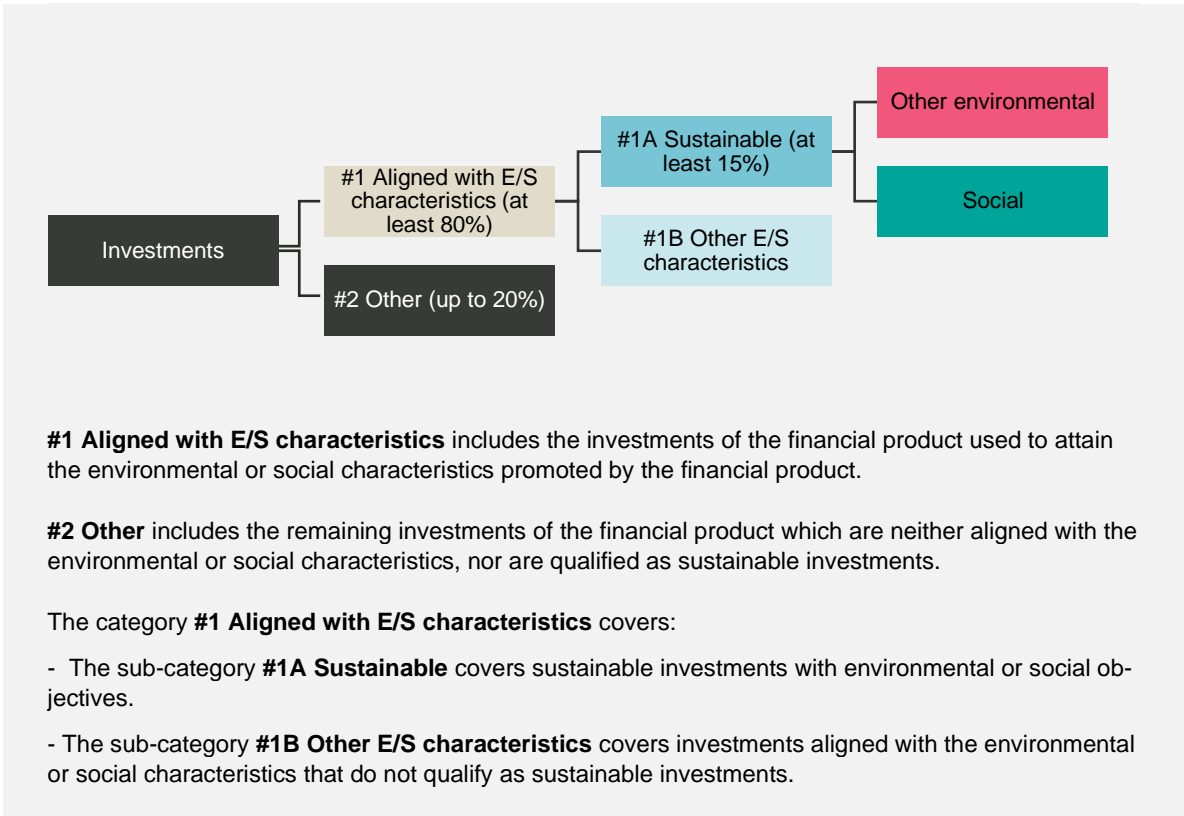 Other environmental
#1A Sustainable (at
least 15%)
#1 Aligned with E/S
characteristics (at
least 80%)
Social
Investments
#1B Other E/S
characteristics
#2 Other (up to 20%)
#1 Aligned with E/S characteristics includes the investments of the financial product used to attain
the environmental or social characteristics promoted by the financial product.
#2 Other includes the remaining investments of the financial product which are neither aligned with the
environmental or social characteristics, nor are qualified as sustainable investments.
The category #1 Aligned with E/S characteristics covers:
- The sub-category #1A Sustainable covers sustainable investments with environmental or social ob-
jectives.
- The sub-category #1B Other E/S characteristics covers investments aligned with the environmental
or social characteristics that do not qualify as sustainable investments.